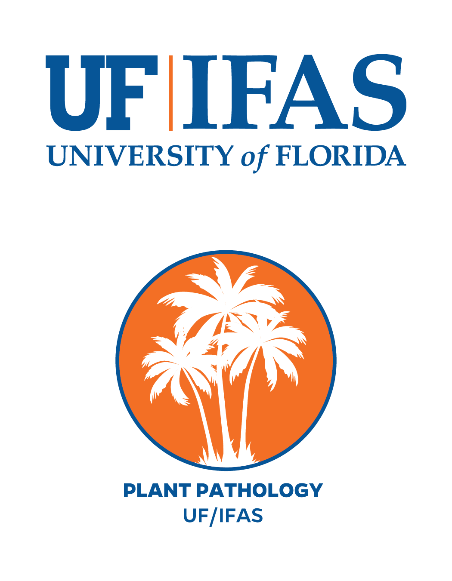 UF|IFAS
UNIVERSITY of FLORIDA
PLANT PATHOLOGY
UF/IFAS